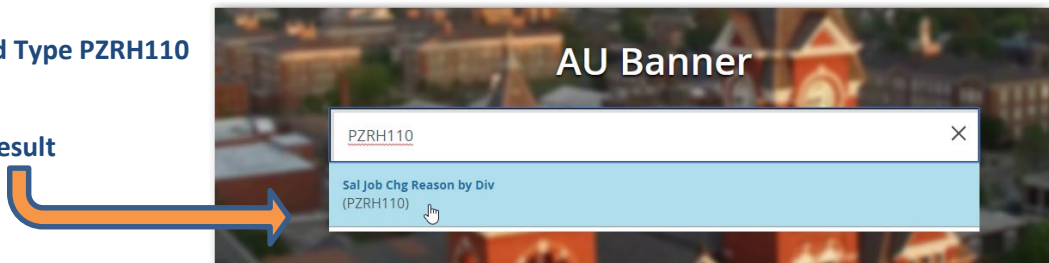 d Type PZRH110
AU Banner
PZRH110
esult
Sal Job Chg Reason by Div
(PZRH110)